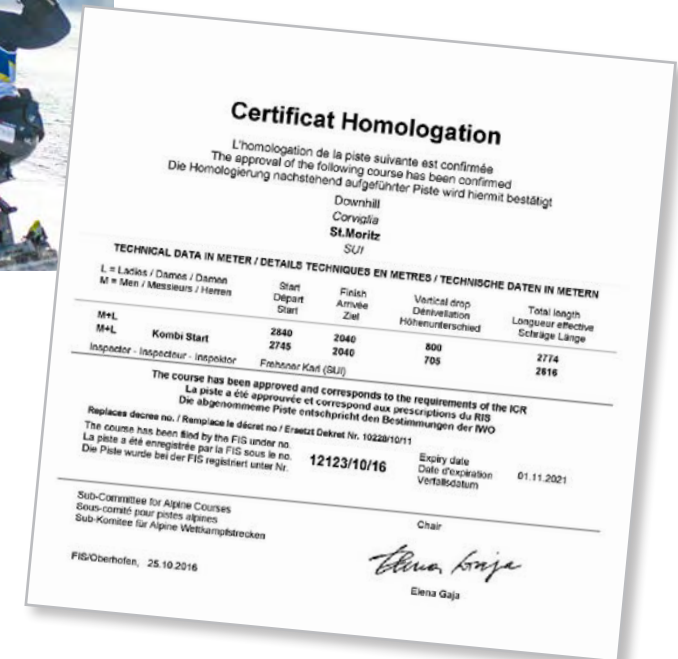 Certificat Homologation
L'homologation de la piste suivante est confirmée
The approval of the following course has been confirmed
Die Homologierung nachstehend aufgeführter Piste wird hiermit bestätigt
Downhill
Corviglia
St.Moritz
SUI
TECHNICAL DATA IN METER / DETAILS TECHNIQUES EN METRES / TECHNISCHE DATEN IN METERN
L = Ladies / Dames / Damen
M = Men / Messieurs / Herren
Start Finish Vertical drop Total length
Départ Arrivée Dénivellation Longueur effective
Start Ziel Höhenunterschied Schräge Länge
M+L 2840 2040 800 2774
M+L Kombi Start 2745 2040 705 2616
Inspector - Inspecteur - Inspektor (SUI)
The course has been approved and corresponds to the requirements of the ICR
La piste a été approuvée et correspond aux prescriptions du RIS
Die abgenommeme Piste entschpricht den Bestimmungen der IWO
Replaces decree no. / Remplace le décret no / Ersetzt Dekret Nr. 10228/10/11
The course has been filed by the FIS under no.
La piste a été enregistrée par la FIS sous le no.
Die Piste wurde bei der FIS registriert unter Nr.
12123/10/16
Expiry date
Date d'expiration
Verfallsdatum
01.11.2021
Sub-Committee for Alpine Courses
Sous-comité pour pistes alpines
Sub-Komitee für Alpine Wettkampfstrecken
Chair
FIS/Oberhofen, 25.10.2016
Elena Gaja
Elena Gaja